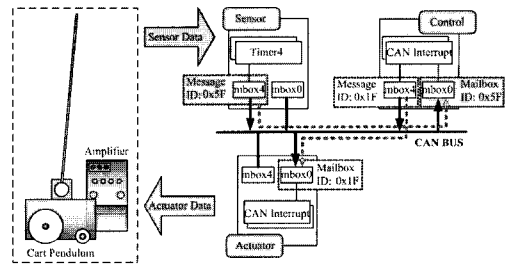 Sensor
Control
Sensor Data
Timer4
CAN Interrupt
Message
ID: 0x5F
mbox4
mbox0
Message
ID: 0x1F
mbox4
mbox0
Mailbox
ID: 0x5F
CAN BUS
Amplifier
mbox4
mbox0
Mailbox
ID: 0x1F
Actuator Data
CAN Interrupt
Actuator
Cart Pendulum